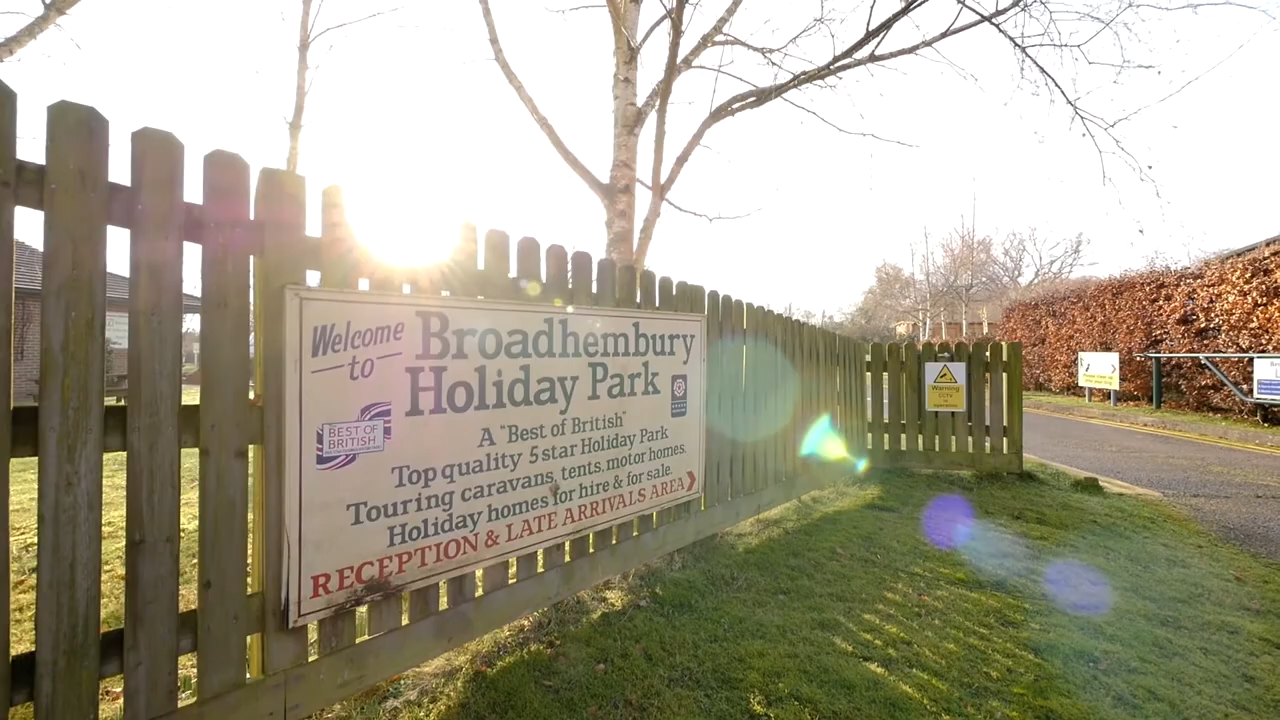 Welcome
to
Broadhembury
Holiday Park
BEST OF
BRITISH
A "Best of British"
Top quality 5 star Holiday Park
Touring caravans, tents, motor homes.
Holiday homes for hire & for sale.
RECEPTION & LATE ARRIVALS AREA
Warning
CCTV